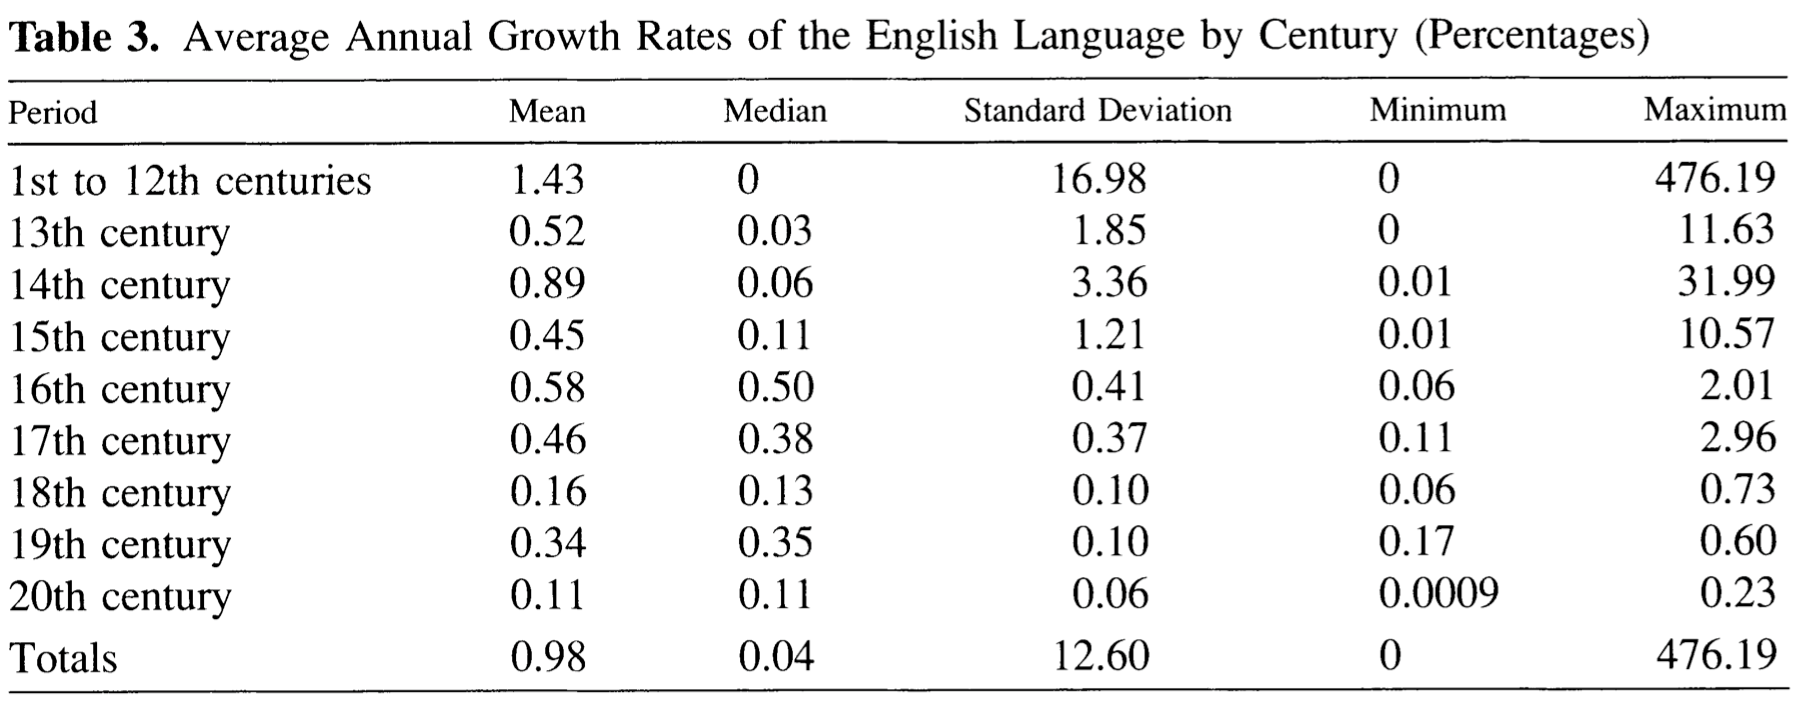 Table 3. Average Annual Growth Rates of the English Language by Century (Percentages)
Period Mean Median Standard Deviation Minimum Maximum
1st to 12th centuries 1.43 0 16.98 0 476.19
13th century 0.52 0.03 1.85 0 11.63
14th century 0.89 0.06 3.36 0.01 31.99
15th century 0.45 0.11 1.21 0.01 10.57
16th century 0.58 0.50 0.41 0.06 2.01
17th century 0.46 0.38 0.37 0.11 2.96
18th century 0.16 0.13 0.10 0.06 0.73
19th century 0.34 0.35 0.10 0.17 0.60
20th century 0.11 0.11 0.06 0.0009 0.23
Totals 0.98 0.04 12.60 0 476.19